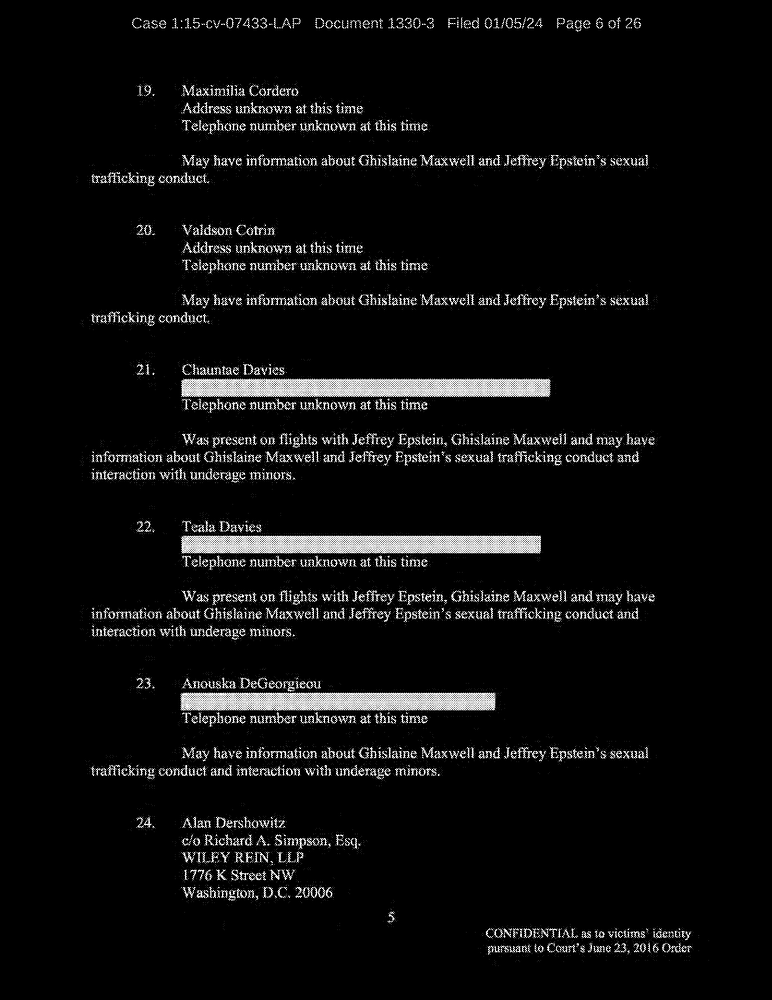 Case 1:15-cv-07433-LAP Document 1330-3 Filed 01/05/24 Page 6 of 26
19. Maximilia Cordero
Address unknown at this time
Telephone number unknown at this time
May have information about Ghislaine Maxwell and Jeffrey Epstein's sexual
trafficking conduct.
20. Valdson Cotrin
Address unknown at this time
Telephone number unknown at this time
May have information about Ghislaine Maxwell and Jeffrey Epstein's sexual
trafficking conduct.
21. Chauntae Davies
Telephone number unknown at this time
Was present on flights with Jeffrey Epstein, Ghislaine Maxwell and may have
information about Ghislaine Maxwell and Jeffrey Epstein's sexual trafficking conduct and
interaction with underage minors.
22. Teala Davies
Telephone number unknown at this time
Was present on flights with Jeffrey Epstein, Ghislaine Maxwell and may have
information about Ghislaine Maxwell and Jeffrey Epstein's sexual trafficking conduct and
interaction with underage minors.
23. Anouska DeGeorgieou
Telephone number unknown at this time
May have information about Ghislaine Maxwell and Jeffrey Epstein's sexual
trafficking conduct and interaction with underage minors.
24. Alan Dershowitz
c/o Richard A. Simpson, Esq.
WILEY REIN, LLP
1776 K Street NW
Washington, D.C. 20006
5
CONFIDENTIAL as to victims' identity
pursuant to Court's June 23, 2016 Order